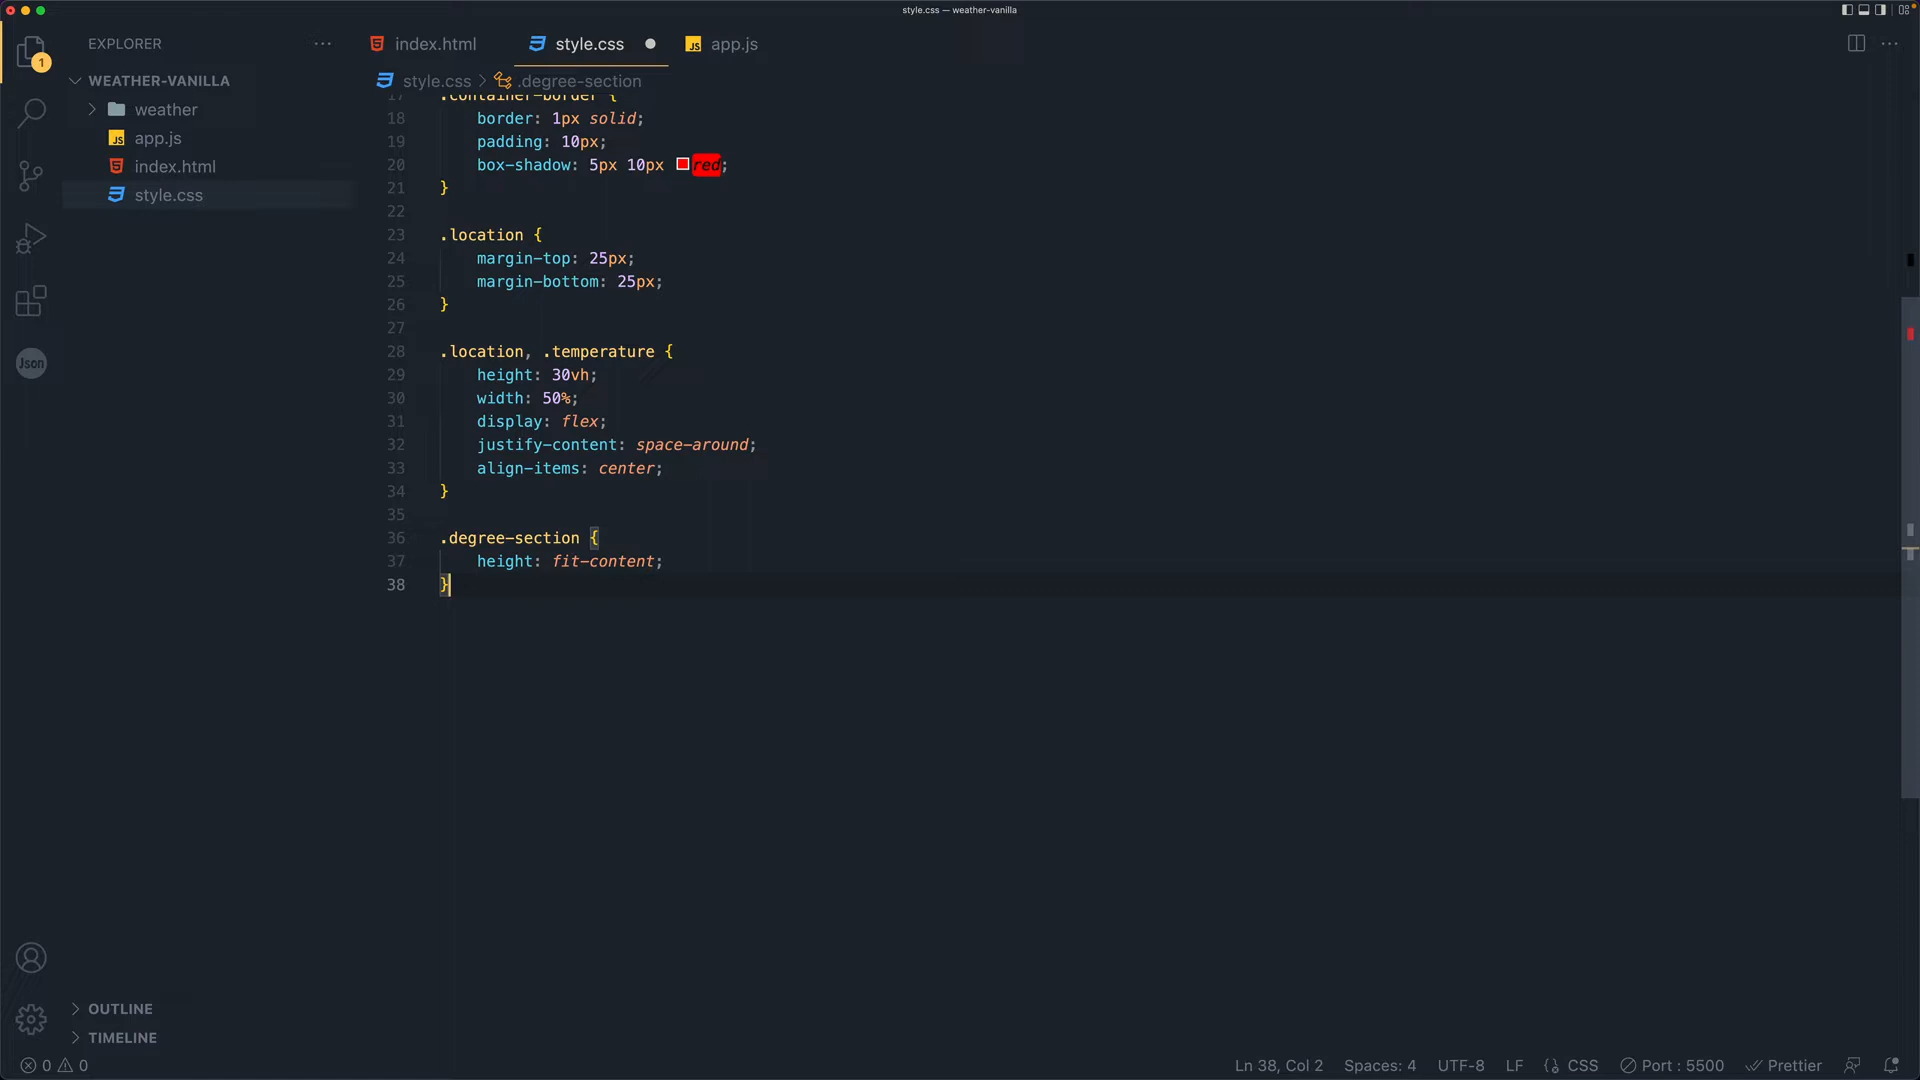 style.css — weather-vanilla
EXPLORER
index.html
style.css
app.js
1
WEATHER-VANILLA
style.css > .degree-section
weather
app.js
index.html
style.css
17 .container-border {
18 border: 1px solid;
19 padding: 10px;
20 box-shadow: 5px 10px red;
21 }
22
23 .location {
24 margin-top: 25px;
25 margin-bottom: 25px;
26 }
27
28 .location, .temperature {
29 height: 30vh;
30 width: 50%;
31 display: flex;
32 justify-content: space-around;
33 align-items: center;
34 }
35
36 .degree-section {
37 height: fit-content;
38 }
Json
OUTLINE
TIMELINE
0 0
Ln 38, Col 2 Spaces: 4 UTF-8 LF {} CSS Port : 5500 Prettier